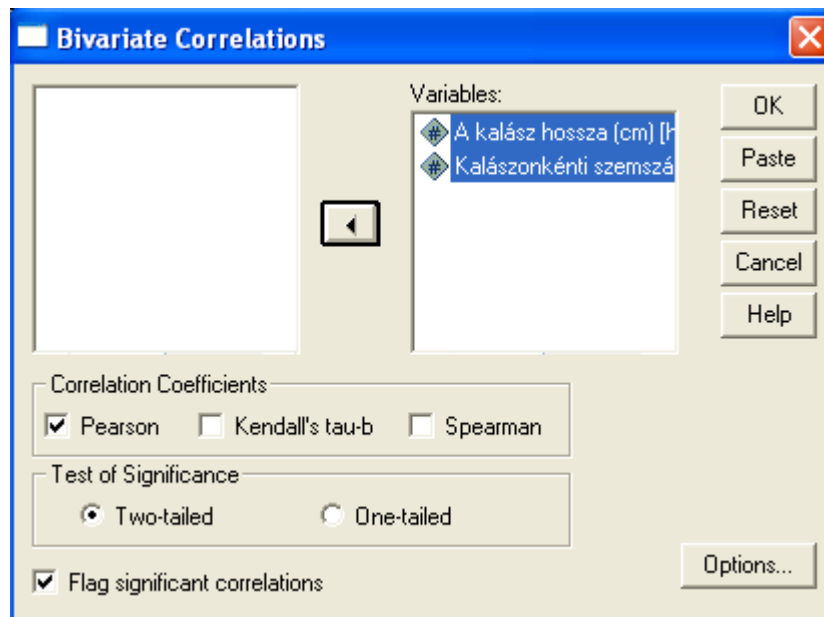 Bivariate Correlations
Variables:
# A kalász hossza (cm) [h
# Kalászonkénti szemszá
OK
Paste
Reset
Cancel
Help
Correlation Coefficients
Pearson Kendall's tau-b Spearman
Test of Significance
Two-tailed One-tailed
Flag significant correlations
Options...